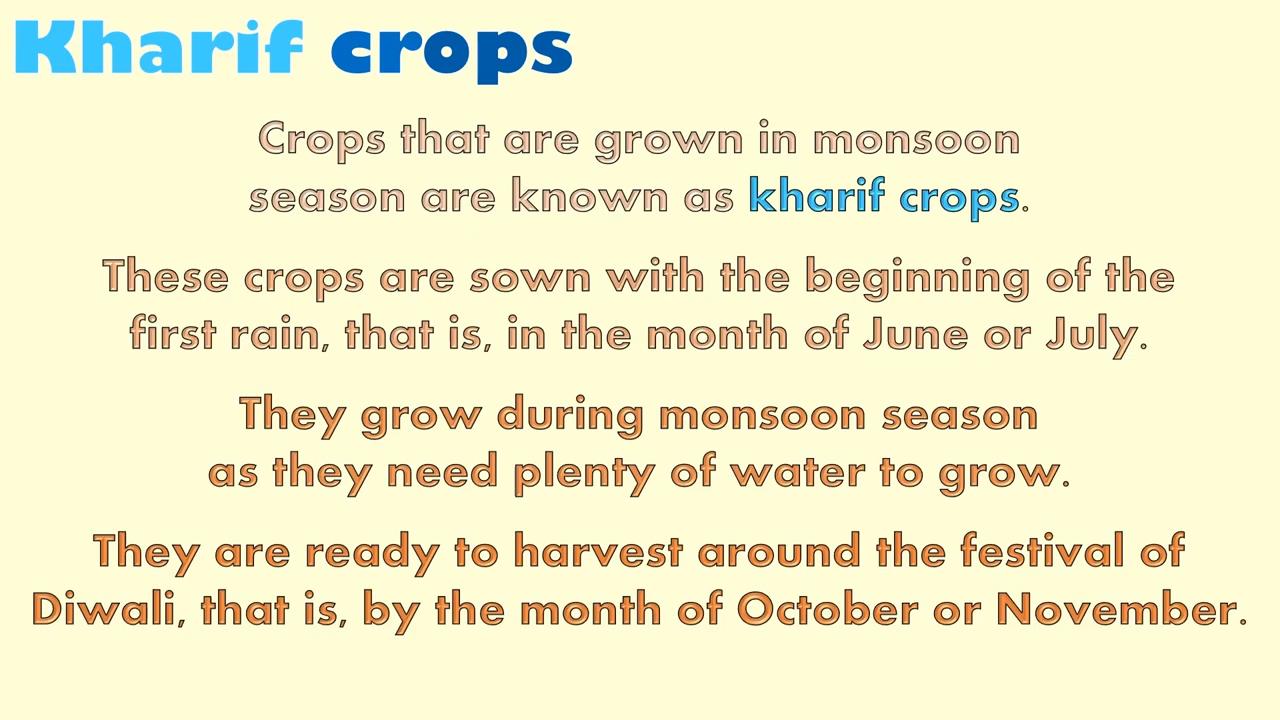 Kharif crops
Crops that are grown in monsoon
season are known as kharif crops.
These crops are sown with the beginning of the
first rain, that is, in the month of June or July.
They grow during monsoon season
as they need plenty of water to grow.
They are ready to harvest around the festival of
Diwali, that is, by the month of October or November.